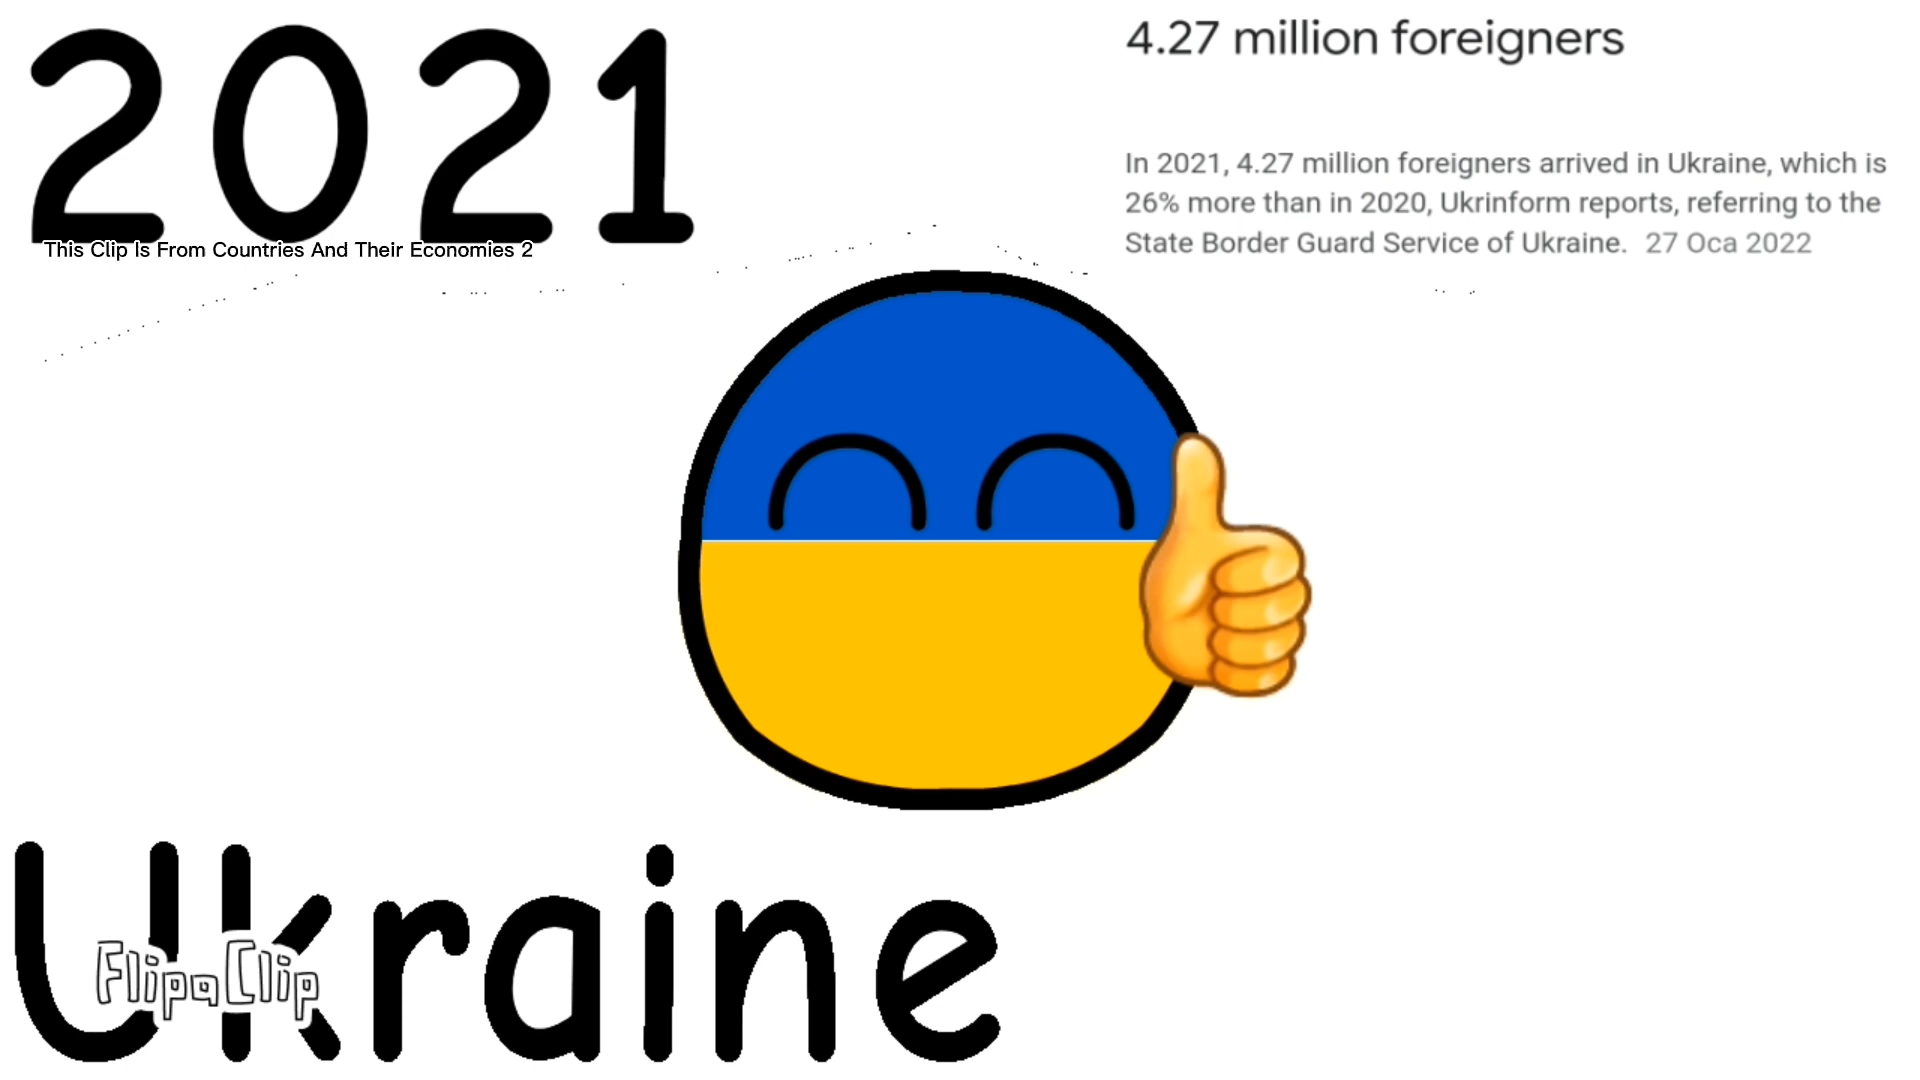 2021
This Clip Is From Countries And Their Economies 2
4.27 million foreigners
In 2021, 4.27 million foreigners arrived in Ukraine, which is
26% more than in 2020, Ukrinform reports, referring to the
State Border Guard Service of Ukraine. 27 Oca 2022
Ukraine
FlipaClip